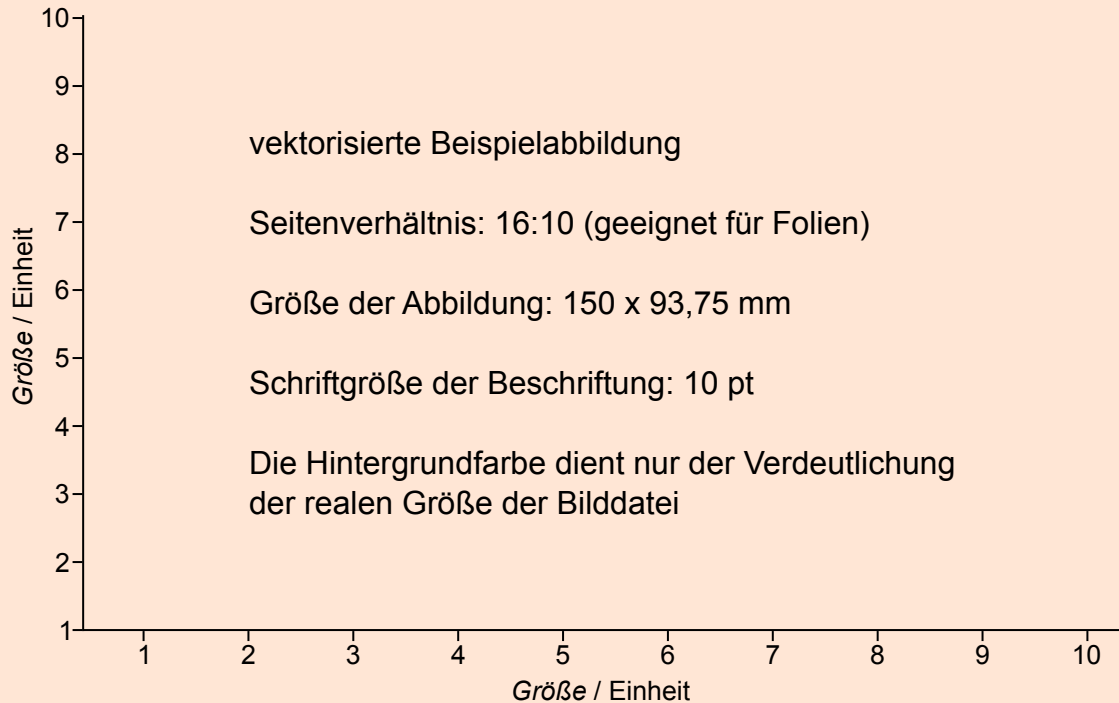 10
9
8
7
6
5
4
3
2
1
Größe / Einheit
vektorisierte Beispielabbildung
Seitenverhältnis: 16:10 (geeignet für Folien)
Größe der Abbildung: 150 x 93,75 mm
Schriftgröße der Beschriftung: 10 pt
Die Hintergrundfarbe dient nur der Verdeutlichung
der realen Größe der Bilddatei
1 2 3 4 5 6 7 8 9 10
Größe / Einheit